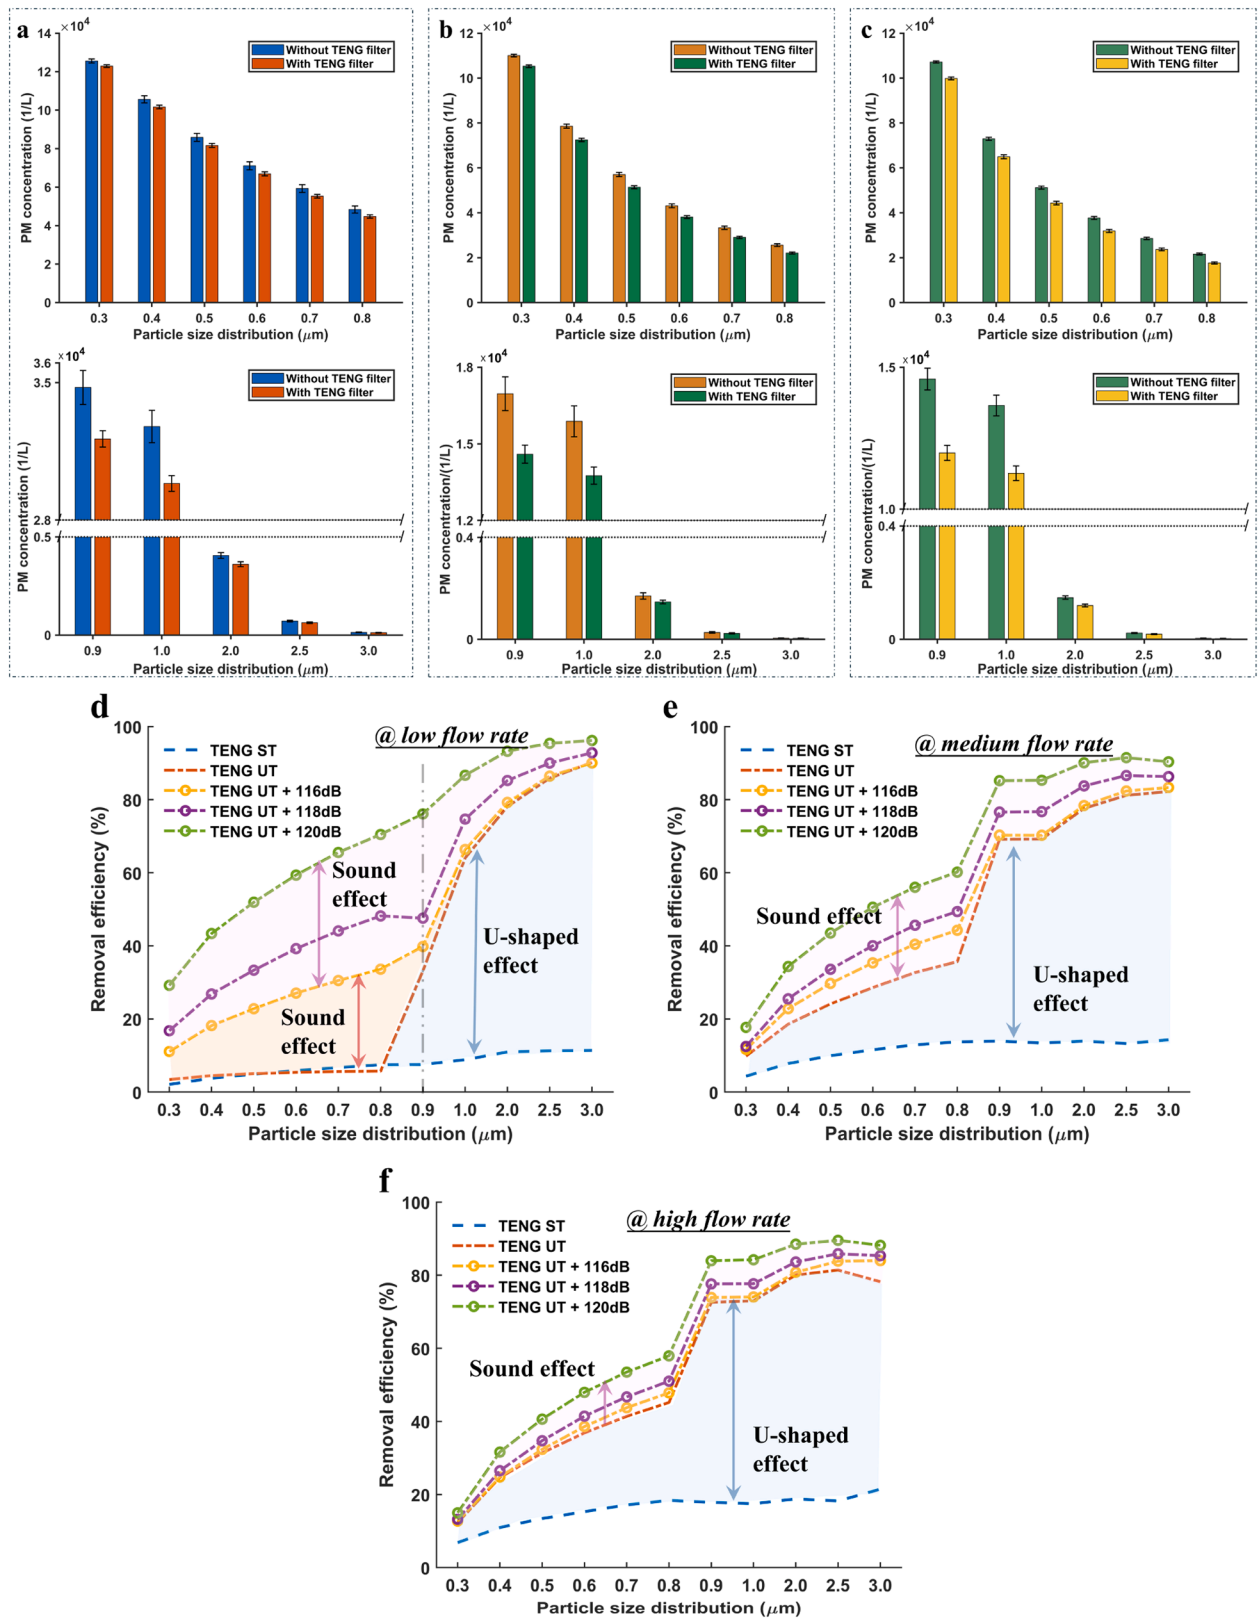 a
×10⁴
14
12
10
8
6
4
2
0
PM concentration (1/L)
Without TENG filter
With TENG filter
0.3 0.4 0.5 0.6 0.7 0.8
Particle size distribution (μm)
×10⁴
3.6
3.5
2.8
0.5
0
PM concentration (1/L)
Without TENG filter
With TENG filter
0.9 1.0 2.0 2.5 3.0
Particle size distribution (μm)
b
×10⁴
12
10
8
6
4
2
0
PM concentration (1/L)
Without TENG filter
With TENG filter
0.3 0.4 0.5 0.6 0.7 0.8
Particle size distribution (μm)
×10⁴
1.8
1.5
1.2
0.4
0
PM concentration/(1/L)
Without TENG filter
With TENG filter
0.9 1.0 2.0 2.5 3.0
Particle size distribution (μm)
c
×10⁴
12
10
8
6
4
2
0
PM concentration (1/L)
Without TENG filter
With TENG filter
0.3 0.4 0.5 0.6 0.7 0.8
Particle size distribution (μm)
×10⁴
1.5
1.0
0.4
0
PM concentration/(1/L)
Without TENG filter
With TENG filter
0.9 1.0 2.0 2.5 3.0
Particle size distribution (μm)
d
@ low flow rate
100
80
60
40
20
0
Removal efficiency (%)
TENG ST
TENG UT
TENG UT + 116dB
TENG UT + 118dB
TENG UT + 120dB
Sound
effect
Sound
effect
U-shaped
effect
0.3 0.4 0.5 0.6 0.7 0.8 0.9 1.0 2.0 2.5 3.0
Particle size distribution (μm)
e
@ medium flow rate
100
80
60
40
20
0
Removal efficiency (%)
TENG ST
TENG UT
TENG UT + 116dB
TENG UT + 118dB
TENG UT + 120dB
Sound effect
U-shaped
effect
0.3 0.4 0.5 0.6 0.7 0.8 0.9 1.0 2.0 2.5 3.0
Particle size distribution (μm)
f
@ high flow rate
100
80
60
40
20
0
Removal efficiency (%)
TENG ST
TENG UT
TENG UT + 116dB
TENG UT + 118dB
TENG UT + 120dB
Sound effect
U-shaped
effect
0.3 0.4 0.5 0.6 0.7 0.8 0.9 1.0 2.0 2.5 3.0
Particle size distribution (μm)